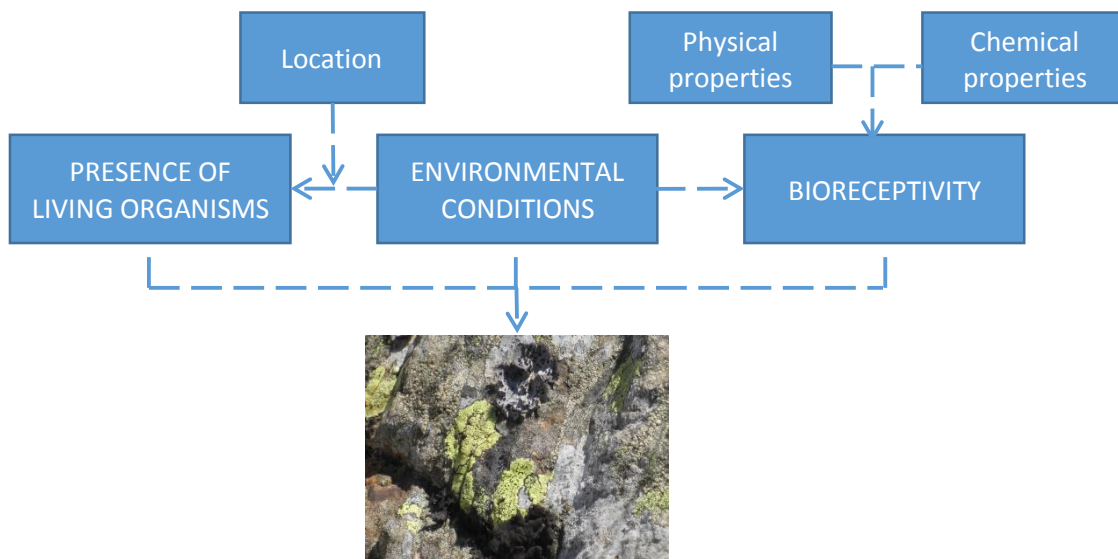 Location
Physical
properties
Chemical
properties
PRESENCE OF
LIVING ORGANISMS
ENVIRONMENTAL
CONDITIONS
BIORECEPTIVITY